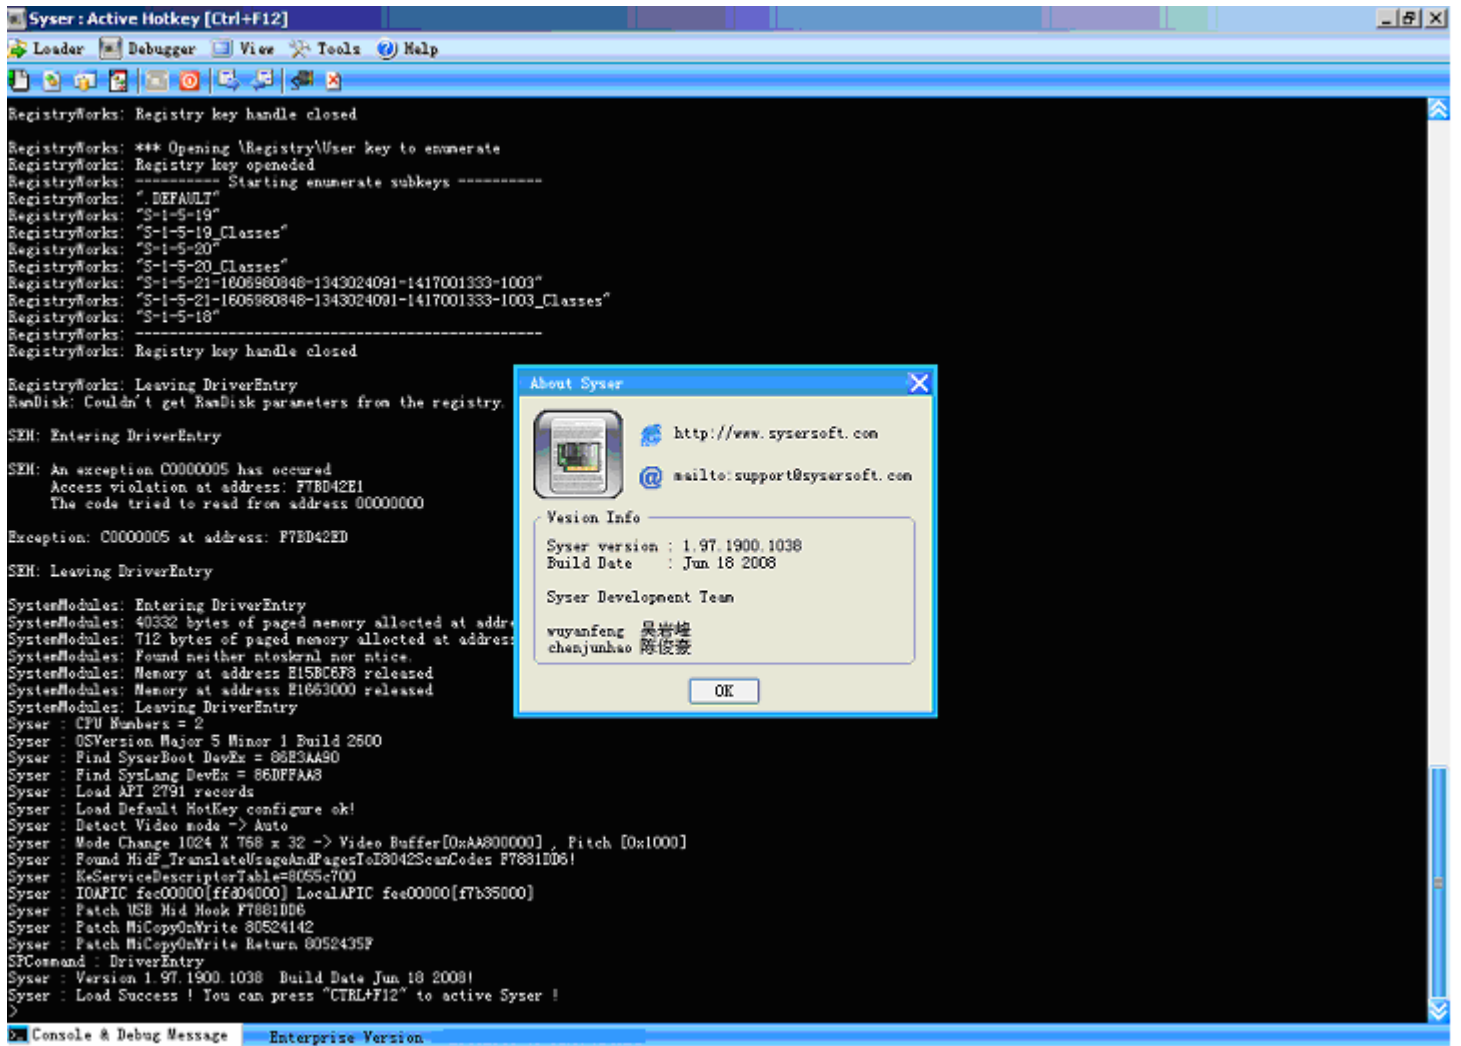 Syser : Active Hotkey [Ctrl+F12]
Loader Debugger View Tools Help
RegistryWorks: Registry key handle closed
RegistryWorks: *** Opening \Registry\User key to enumerate
RegistryWorks: Registry key openeded
RegistryWorks: ---------- Starting enumerate subkeys ----------
RegistryWorks: ".DEFAULT"
RegistryWorks: "S-1-5-19"
RegistryWorks: "S-1-5-19_Classes"
RegistryWorks: "S-1-5-20"
RegistryWorks: "S-1-5-20_Classes"
RegistryWorks: "S-1-5-21-1606980848-1343024091-1417001333-1003"
RegistryWorks: "S-1-5-21-1606980848-1343024091-1417001333-1003_Classes"
RegistryWorks: "S-1-5-18"
RegistryWorks: ------------------------------------------------
RegistryWorks: Registry key handle closed
RegistryWorks: Leaving DriverEntry
RamDisk: Couldn't get RamDisk parameters from the registry.
SEH: Entering DriverEntry
SEH: An exception C0000005 has occured
Access violation at address: F7BD42E1
The code tried to read from address 00000000
Exception: C0000005 at address: F7BD42ED
SEH: Leaving DriverEntry
SystemModules: Entering DriverEntry
SystemModules: 40332 bytes of paged memory allocted at addre
SystemModules: 712 bytes of paged memory allocted at address
SystemModules: Found neither ntoskrnl nor ntice.
SystemModules: Memory at address E15BC6F8 released
SystemModules: Memory at address E1663000 released
SystemModules: Leaving DriverEntry
Syser : CPU Numbers = 2
Syser : OSVersion Major 5 Minor 1 Build 2600
Syser : Find SyserBoot DevEx = 86E3AA90
Syser : Find SysLang DevEx = 86DFFAA8
Syser : Load API 2791 records
Syser : Load Default HotKey configure ok!
Syser : Detect Video mode -> Auto
Syser : Mode Change 1024 X 768 x 32 -> Video Buffer[0xAA800000] , Pitch [0x1000]
Syser : Found HidP_TranslateUsageAndPagesToI8042ScanCodes F7881DD6!
Syser : KeServiceDescriptorTable=8055c700
Syser : IOAPIC fec00000[ffd04000] LocalAPIC fee00000[f7b35000]
Syser : Patch USB Hid Hook F7881DD6
Syser : Patch MiCopyOnWrite 80524142
Syser : Patch MiCopyOnWrite Return 8052435F
SPCommand : DriverEntry
Syser : Version 1.97.1900.1038 Build Date Jun 18 2008!
Syser : Load Success ! You can press "CTRL+F12" to active Syser !
>
About Syser
http://www.sysersoft.com
mailto:support@sysersoft.com
Vesion Info
Syser version : 1.97.1900.1038
Build Date : Jun 18 2008
Syser Development Team
wuyanfeng 吴岩峰
chenjunhao 陈俊豪
OK
Console & Debug Message Enterprise Version